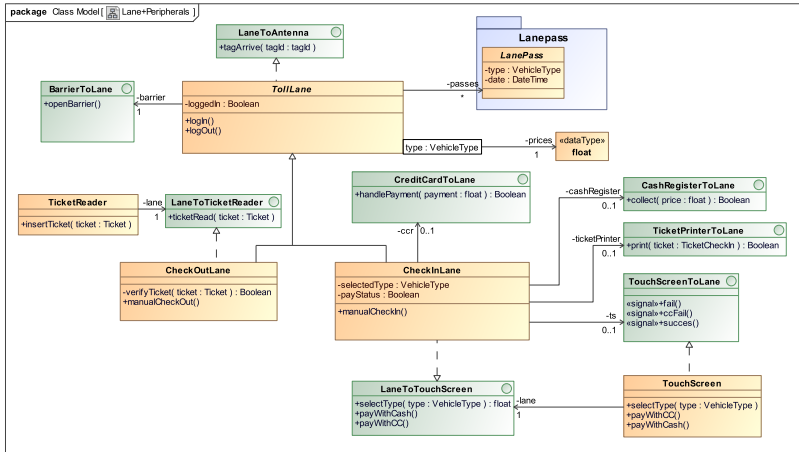 package Class Model[ Lane+Peripherals ]
LaneToAntenna
+tagArrive( tagId : tagId )
Lanepass
LanePass
-type : VehicleType
-date : DateTime
BarrierToLane
+openBarrier()
-barrier
1
TollLane
-loggedIn : Boolean
+logIn()
+logOut()
-passes
*
type : VehicleType
-prices
1
«dataType»
float
CreditCardToLane
+handlePayment( payment : float ) : Boolean
-ccr
0..1
CashRegisterToLane
+collect( price : float ) : Boolean
-cashRegister
0..1
TicketReader
+insertTicket( ticket : Ticket )
-lane
1
LaneToTicketReader
+ticketRead( ticket : Ticket )
TicketPrinterToLane
+print( ticket : TicketCheckIn ) : Boolean
-ticketPrinter
0..1
CheckOutLane
-verifyTicket( ticket : Ticket ) : Boolean
+manualCheckOut()
CheckInLane
-selectedType : VehicleType
-payStatus : Boolean
+manualCheckIn()
TouchScreenToLane
«signal»+fail()
«signal»+ccFail()
«signal»+succes()
-ts
0..1
LaneToTouchScreen
+selectType( type : VehicleType ) : float
+payWithCash()
+payWithCC()
-lane
1
TouchScreen
+selectType( type : VehicleType )
+payWithCC()
+payWithCash()